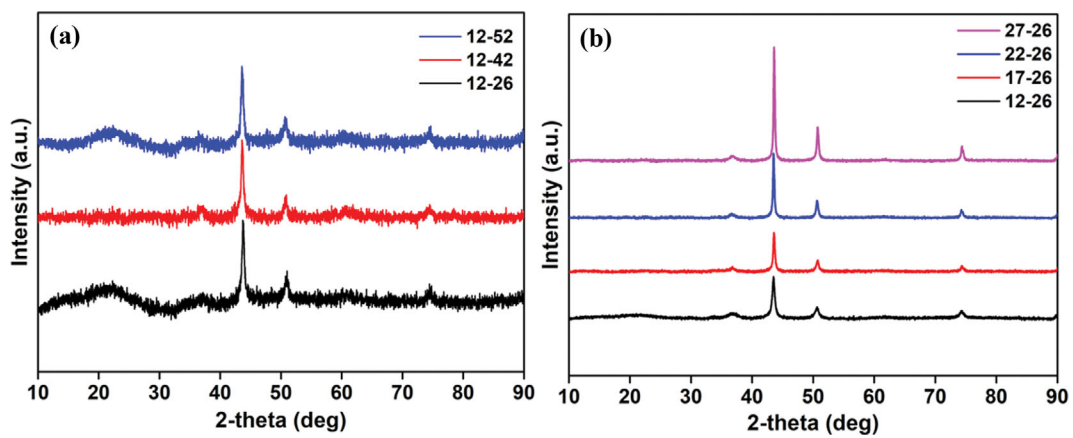 (a)
12-52
12-42
12-26
Intensity (a.u.)
10 20 30 40 50 60 70 80 90
2-theta (deg)
(b)
27-26
22-26
17-26
12-26
Intensity (a.u.)
10 20 30 40 50 60 70 80 90
2-theta (deg)